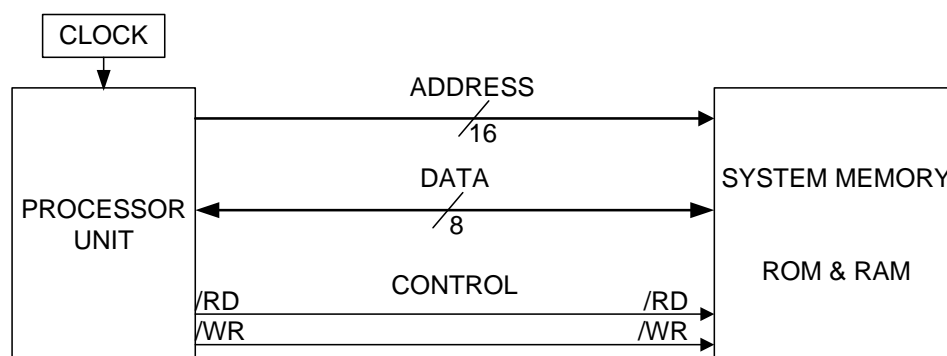 CLOCK
ADDRESS
16
DATA
8
SYSTEM MEMORY
PROCESSOR
UNIT
ROM & RAM
CONTROL
/RD
/RD
/WR
/WR